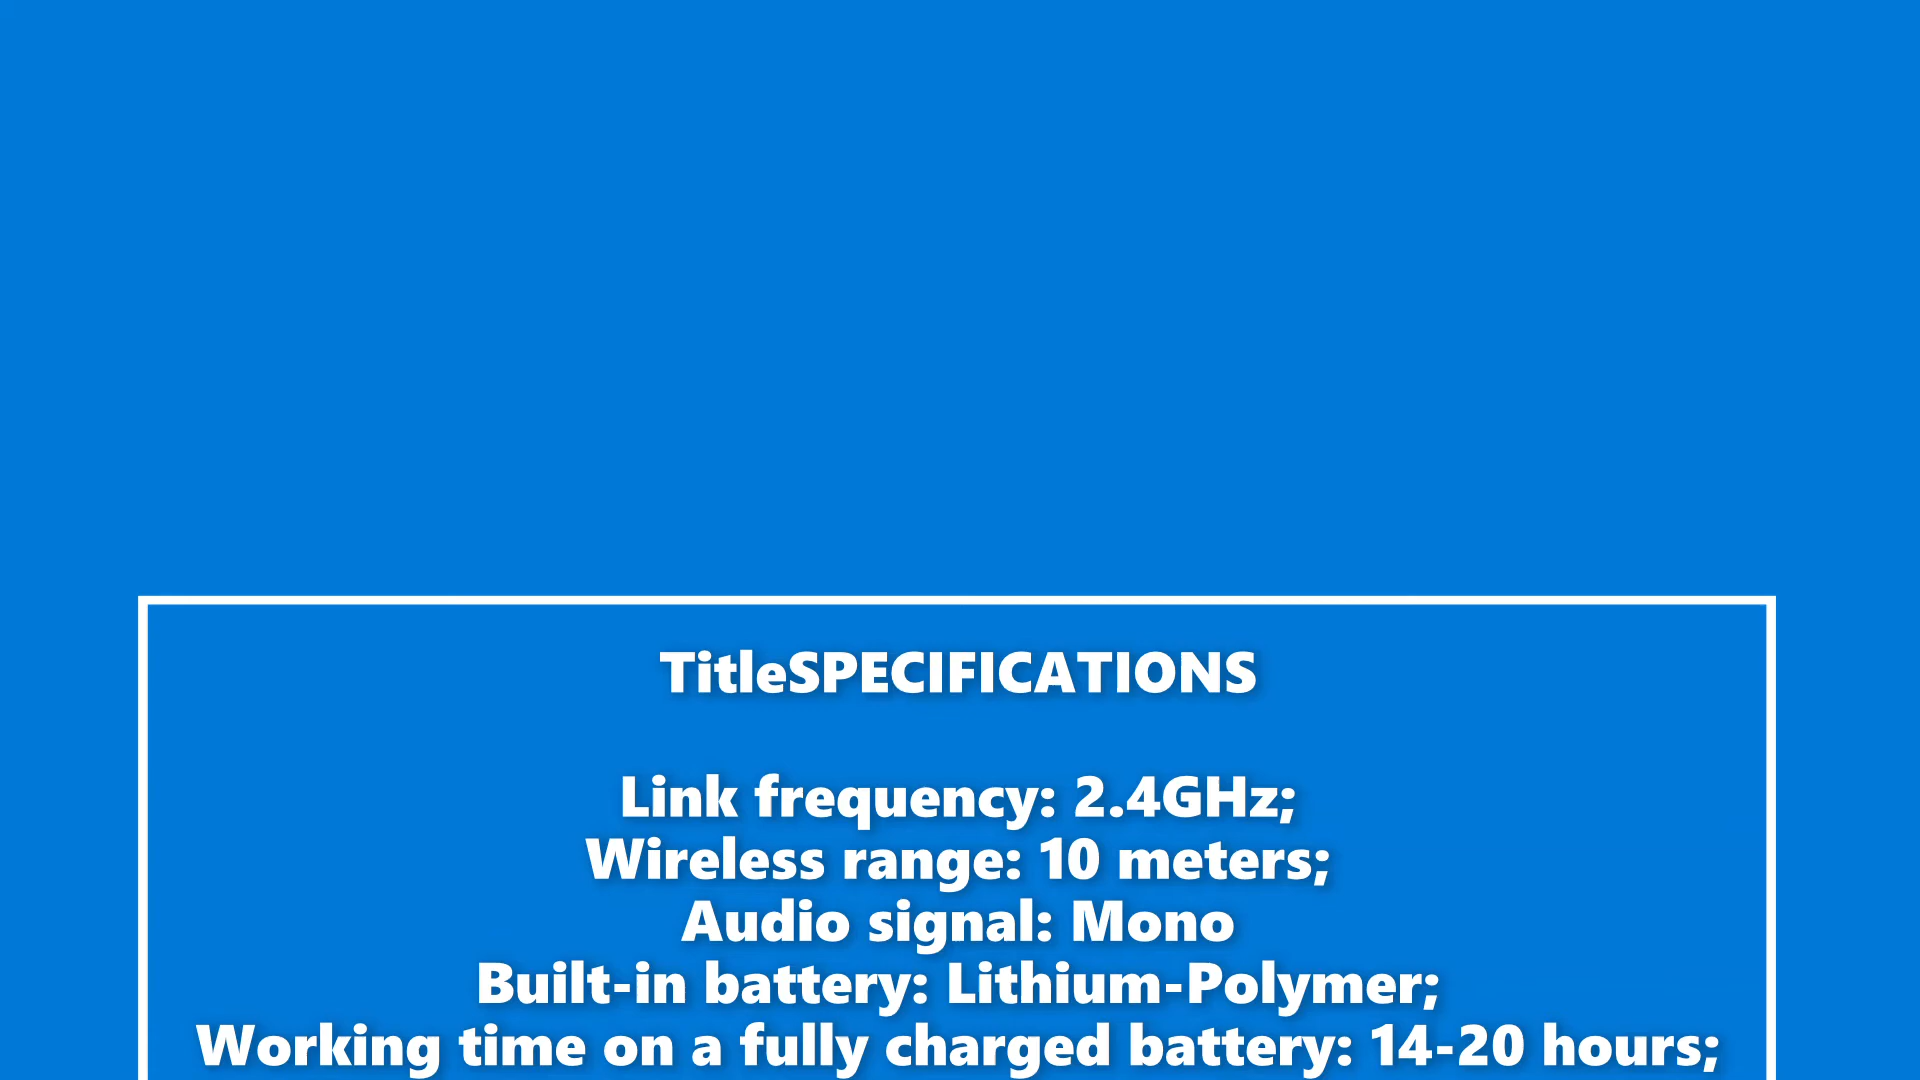 TitleSPECIFICATIONS
Link frequency: 2.4GHz;
Wireless range: 10 meters;
Audio signal: Mono
Built-in battery: Lithium-Polymer;
Working time on a fully charged battery: 14-20 hours;